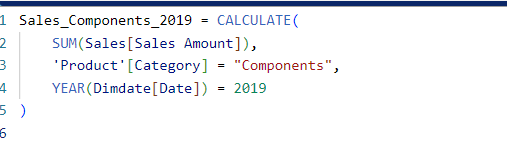 1 Sales_Components_2019 = CALCULATE(
2     SUM(Sales[Sales Amount]),
3     'Product'[Category] = "Components",
4     YEAR(Dimdate[Date]) = 2019
5 )
6